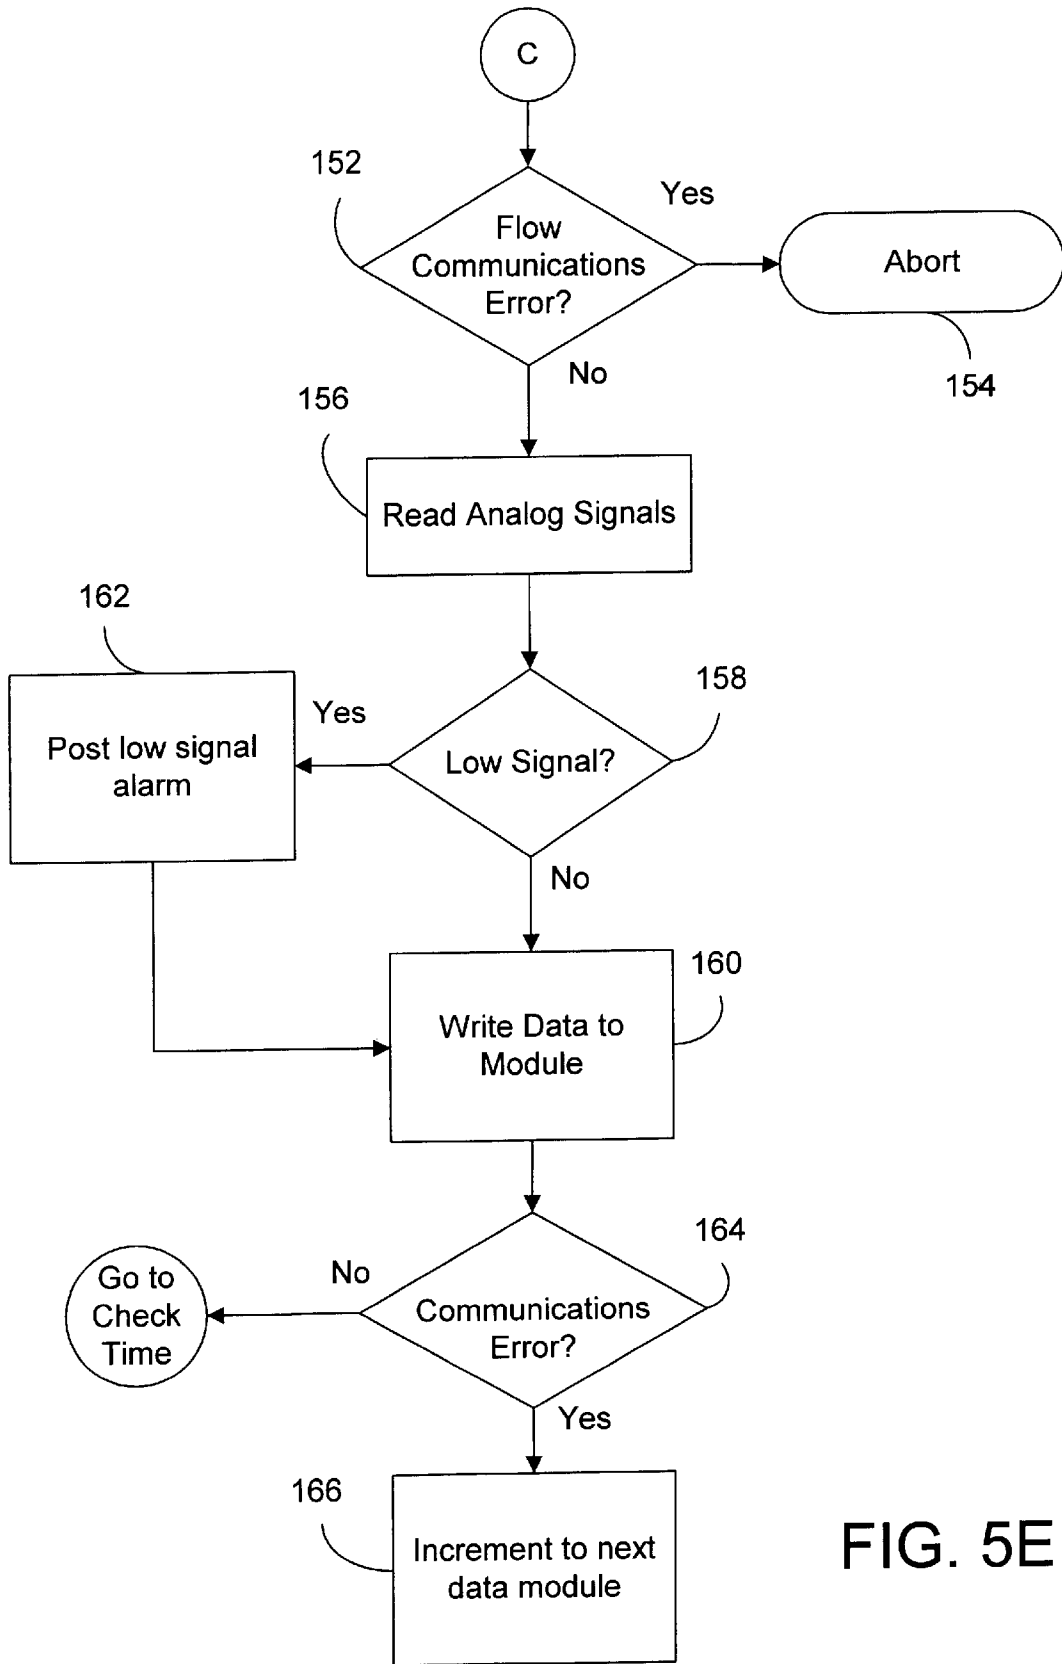 C
152
Yes
Flow
Communications
Error?
Abort
No
154
156
Read Analog Signals
162
158
Yes
Post low signal
alarm
Low Signal?
No
160
Write Data to
Module
164
No
Go to
Check
Time
Communications
Error?
Yes
166
Increment to next
data module
FIG. 5E